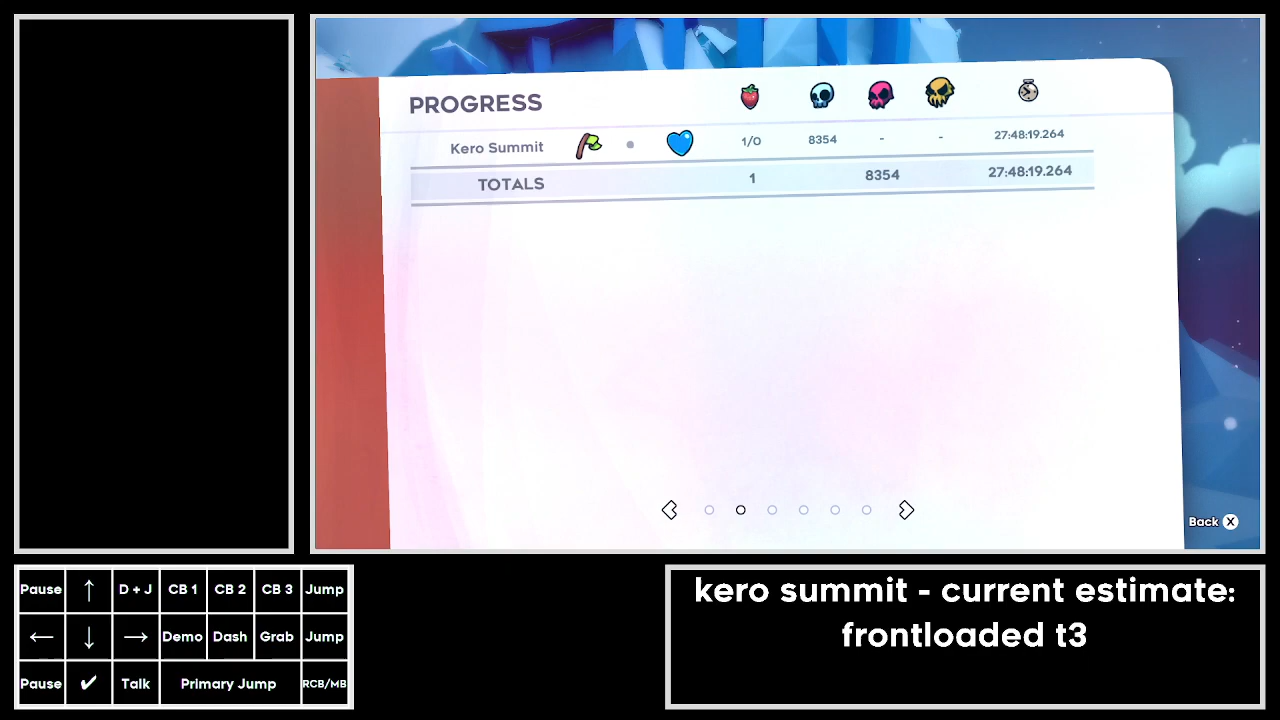 PROGRESS
Kero Summit 1/0 8354 - - 27:48:19.264
TOTALS 1 8354 27:48:19.264
Back X
Pause ↑ D + J CB 1 CB 2 CB 3 Jump
← ↓ → Demo Dash Grab Jump
Pause ✔ Talk Primary Jump RCB/MB
kero summit - current estimate:
frontloaded t3